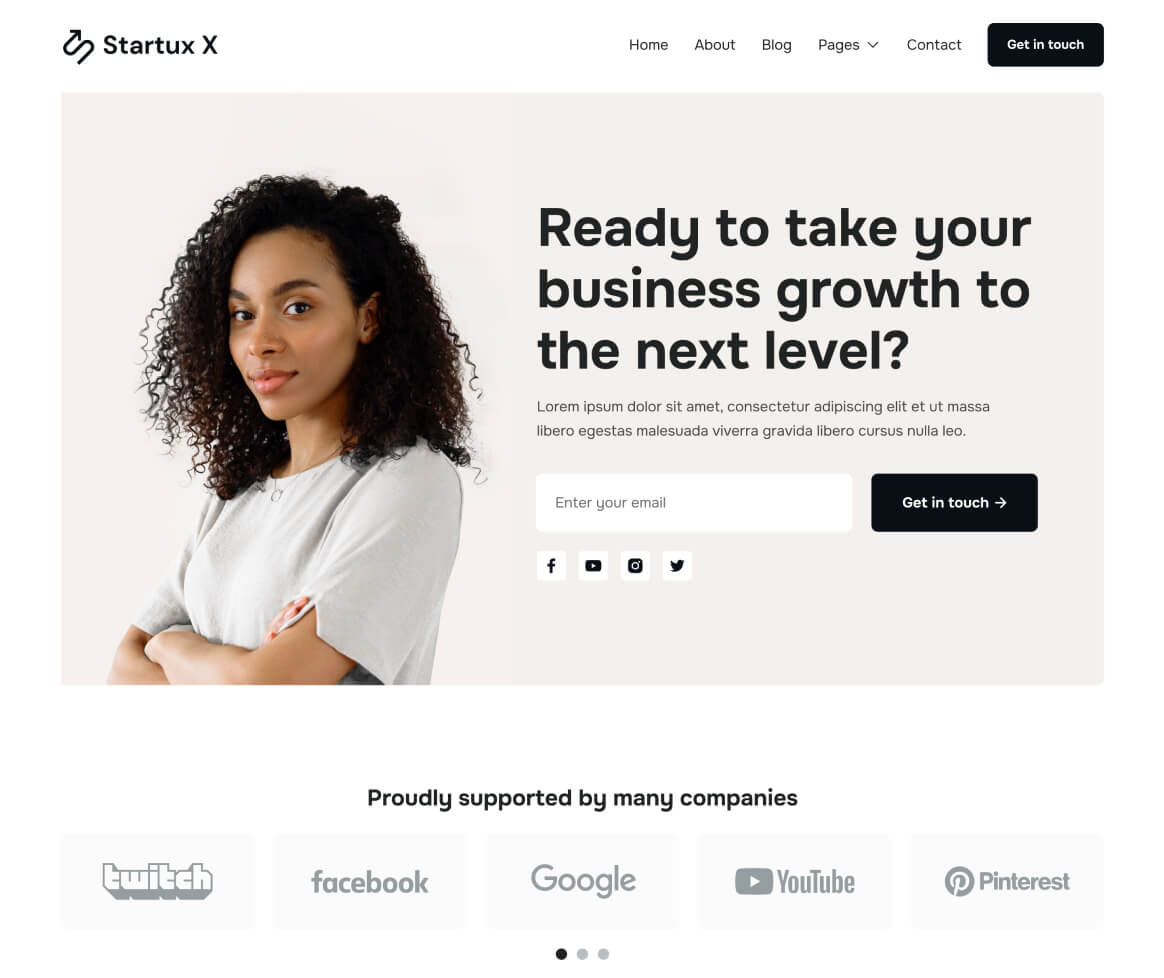 Startux X
Home About Blog Pages Contact Get in touch
Ready to take your
business growth to
the next level?
Lorem ipsum dolor sit amet, consectetur adipiscing elit et ut massa
libero egestas malesuada viverra gravida libero cursus nulla leo.
Enter your email Get in touch →
Proudly supported by many companies
twitch facebook Google YouTube Pinterest